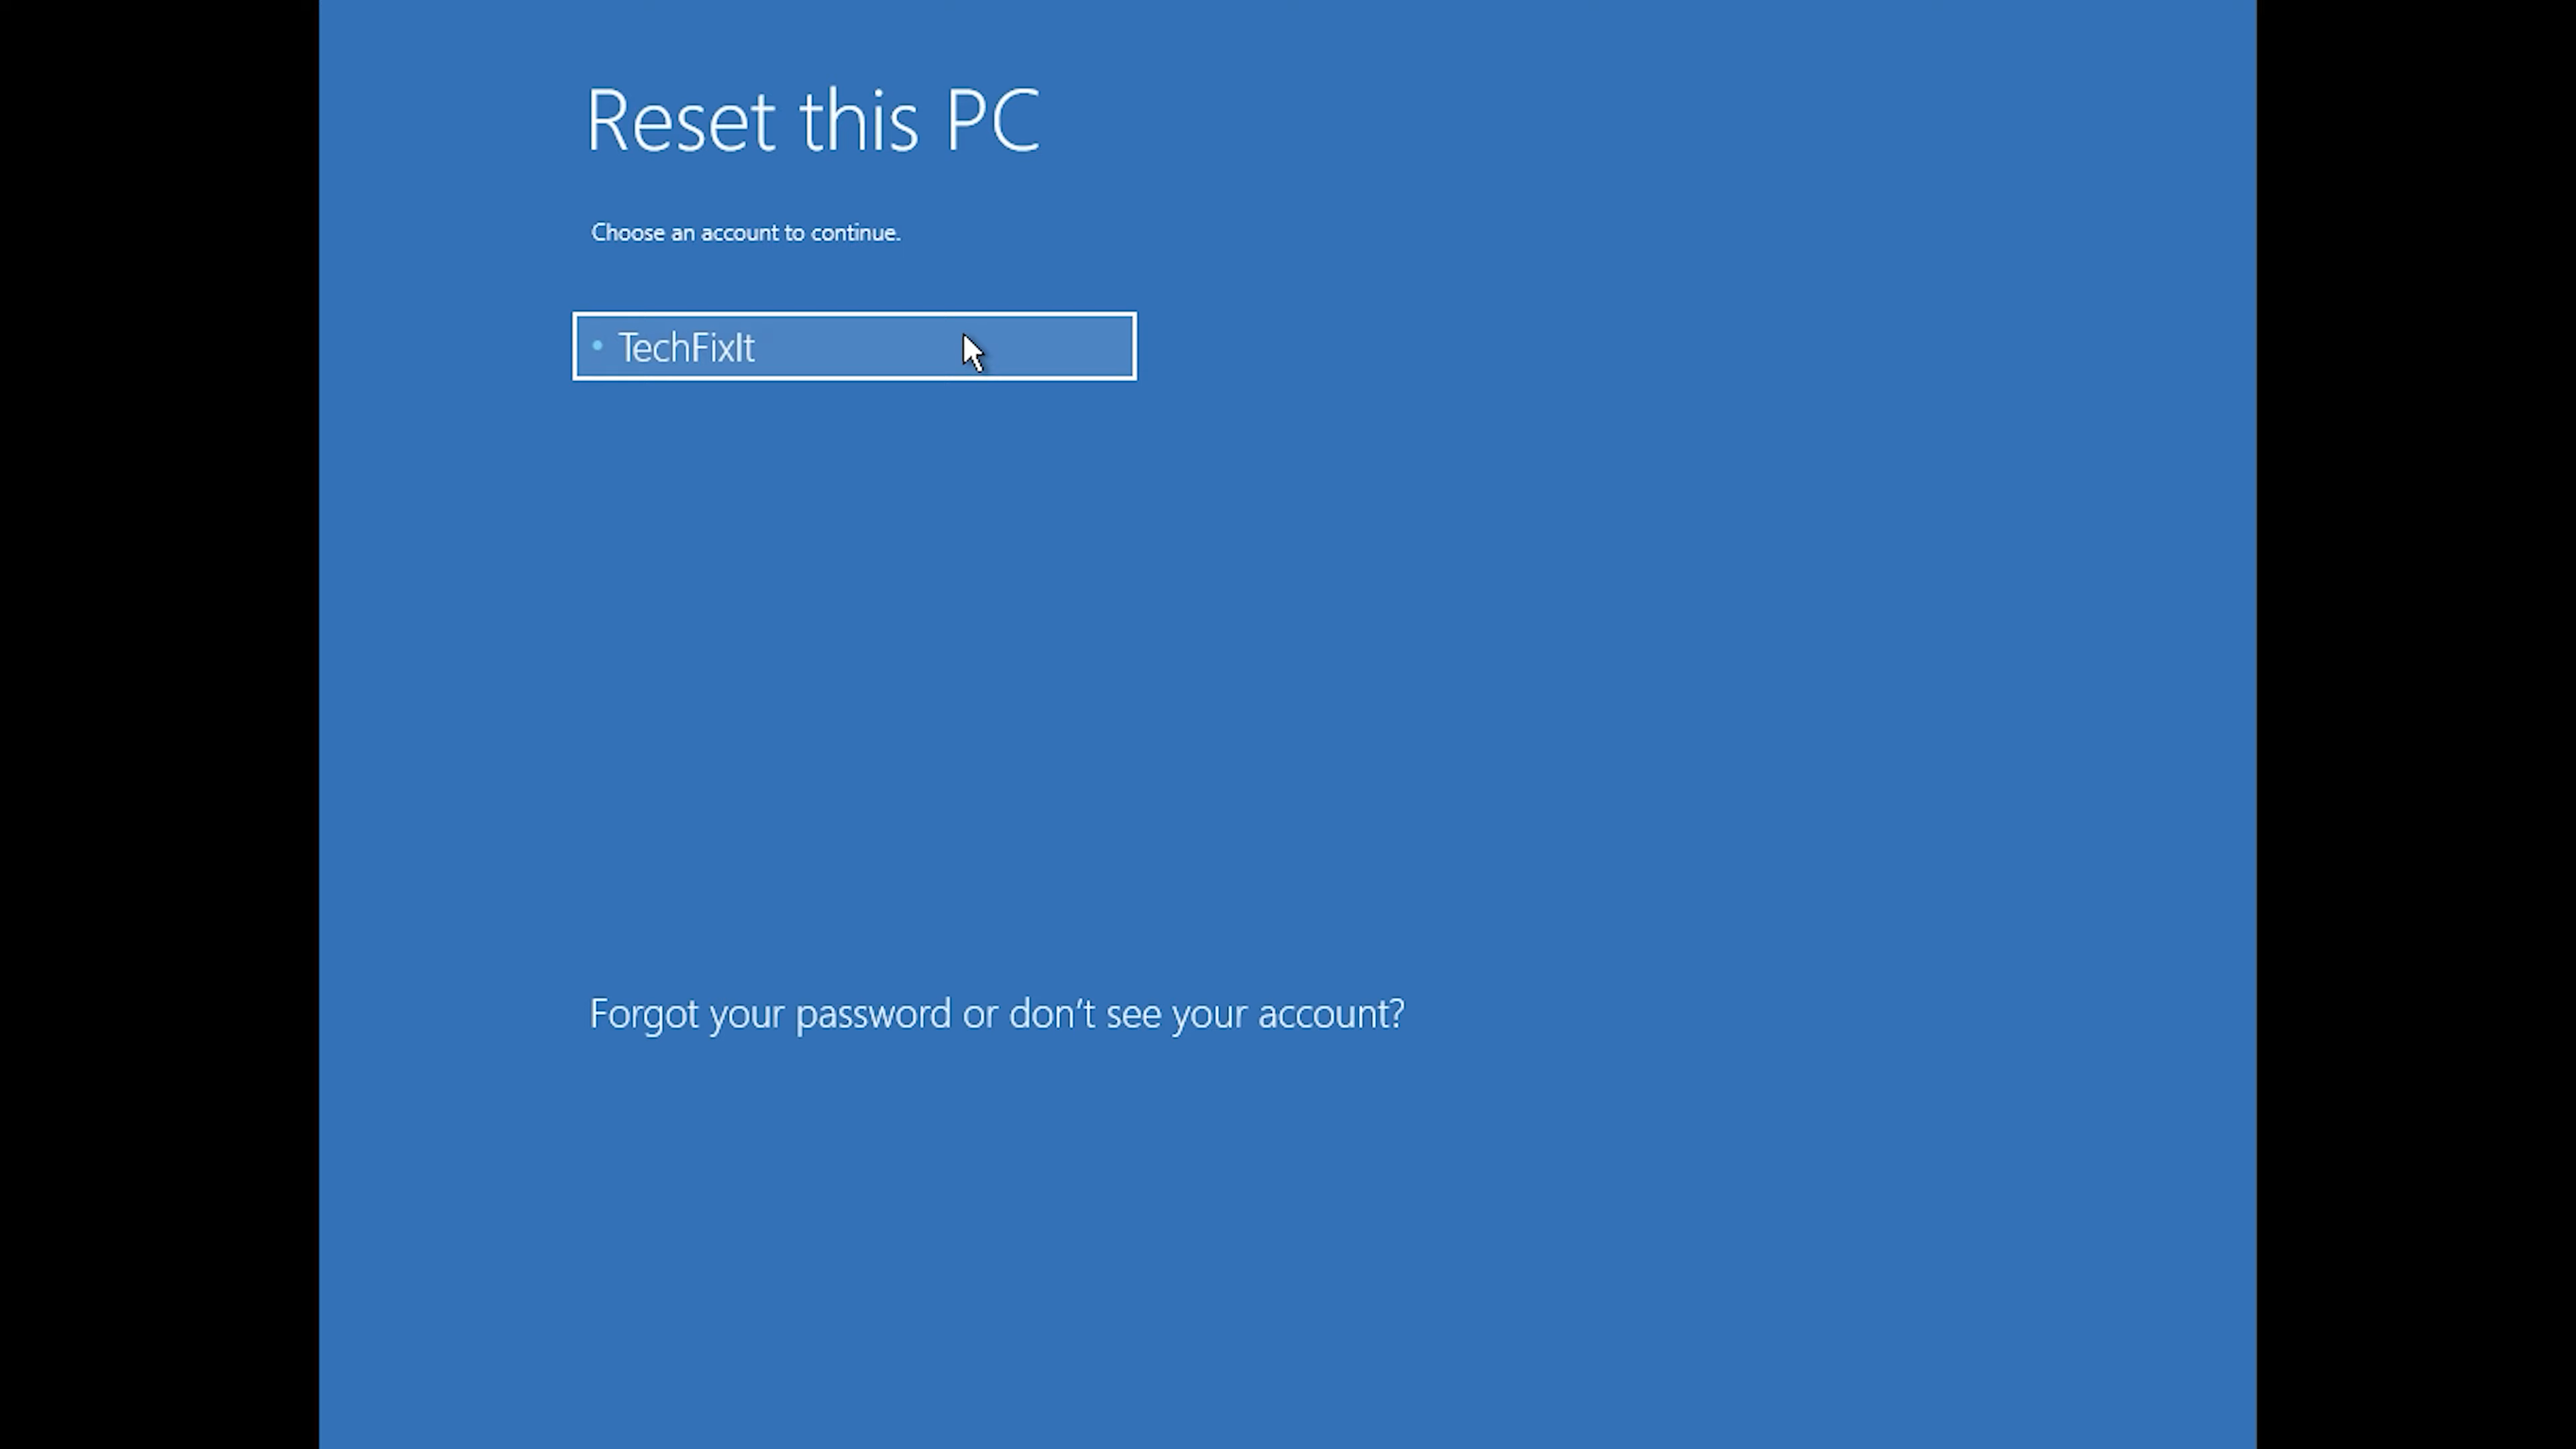 Reset this PC
Choose an account to continue.
TechFixIt
Forgot your password or don't see your account?